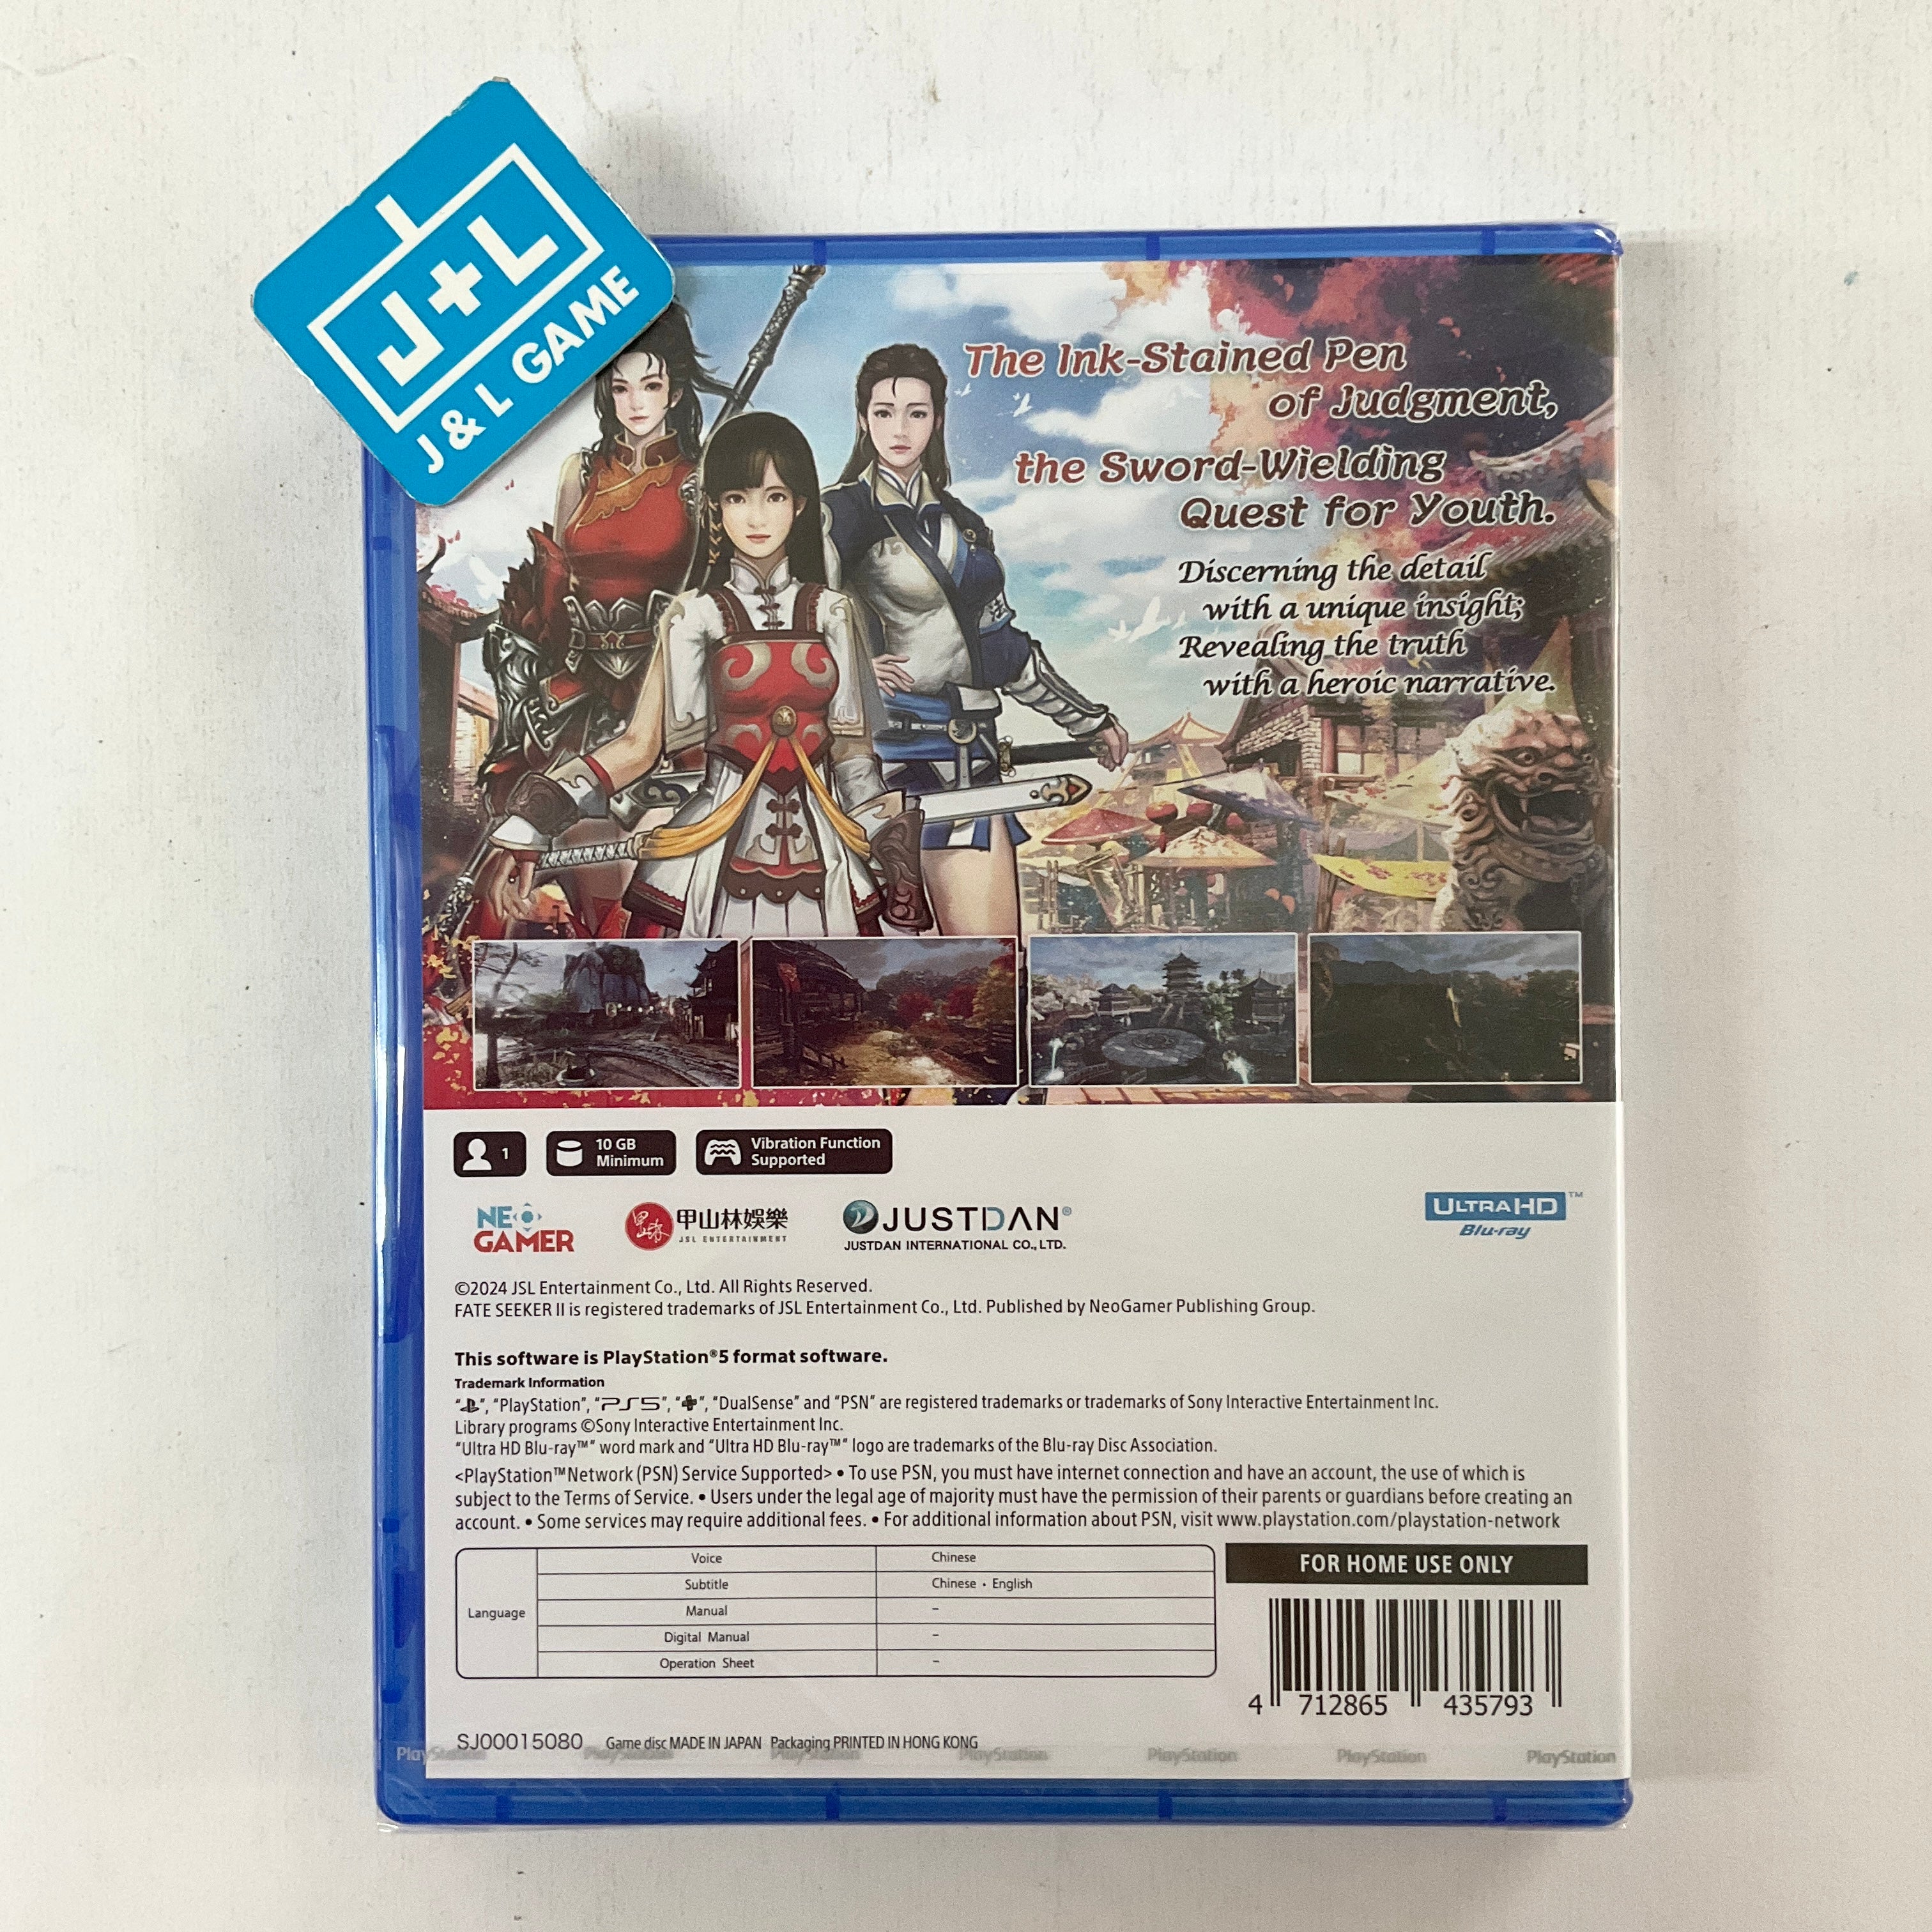 J+L
J & L GAME
The Ink-Stained Pen
of Judgment,
the Sword-Wielding
Quest for Youth.
Discerning the detail
with a unique insight;
Revealing the truth
with a heroic narrative.
法
1
10 GB
Minimum
Vibration Function
Supported
NEO
GAMER
甲山林娛樂
JSL ENTERTAINMENT
JUSTDAN®
JUSTDAN INTERNATIONAL CO., LTD.
ULTRA HD™
Blu-ray
©2024 JSL Entertainment Co., Ltd. All Rights Reserved.
FATE SEEKER II is registered trademarks of JSL Entertainment Co., Ltd. Published by NeoGamer Publishing Group.
This software is PlayStation®5 format software.
Trademark Information
"", "PlayStation", "PS5", "", "DualSense" and "PSN" are registered trademarks or trademarks of Sony Interactive Entertainment Inc.
Library programs ©Sony Interactive Entertainment Inc.
"Ultra HD Blu-ray™" word mark and "Ultra HD Blu-ray™" logo are trademarks of the Blu-ray Disc Association.
<PlayStation™Network (PSN) Service Supported> • To use PSN, you must have internet connection and have an account, the use of which is
subject to the Terms of Service. • Users under the legal age of majority must have the permission of their parents or guardians before creating an
account. • Some services may require additional fees. • For additional information about PSN, visit www.playstation.com/playstation-network
Language
Voice Chinese
Subtitle Chinese・English
Manual –
Digital Manual –
Operation Sheet –
FOR HOME USE ONLY
4 712865 435793
SJ00015080 Game disc MADE IN JAPAN Packaging PRINTED IN HONG KONG
PlayStation PlayStation PlayStation PlayStation PlayStation PlayStation PlayStation